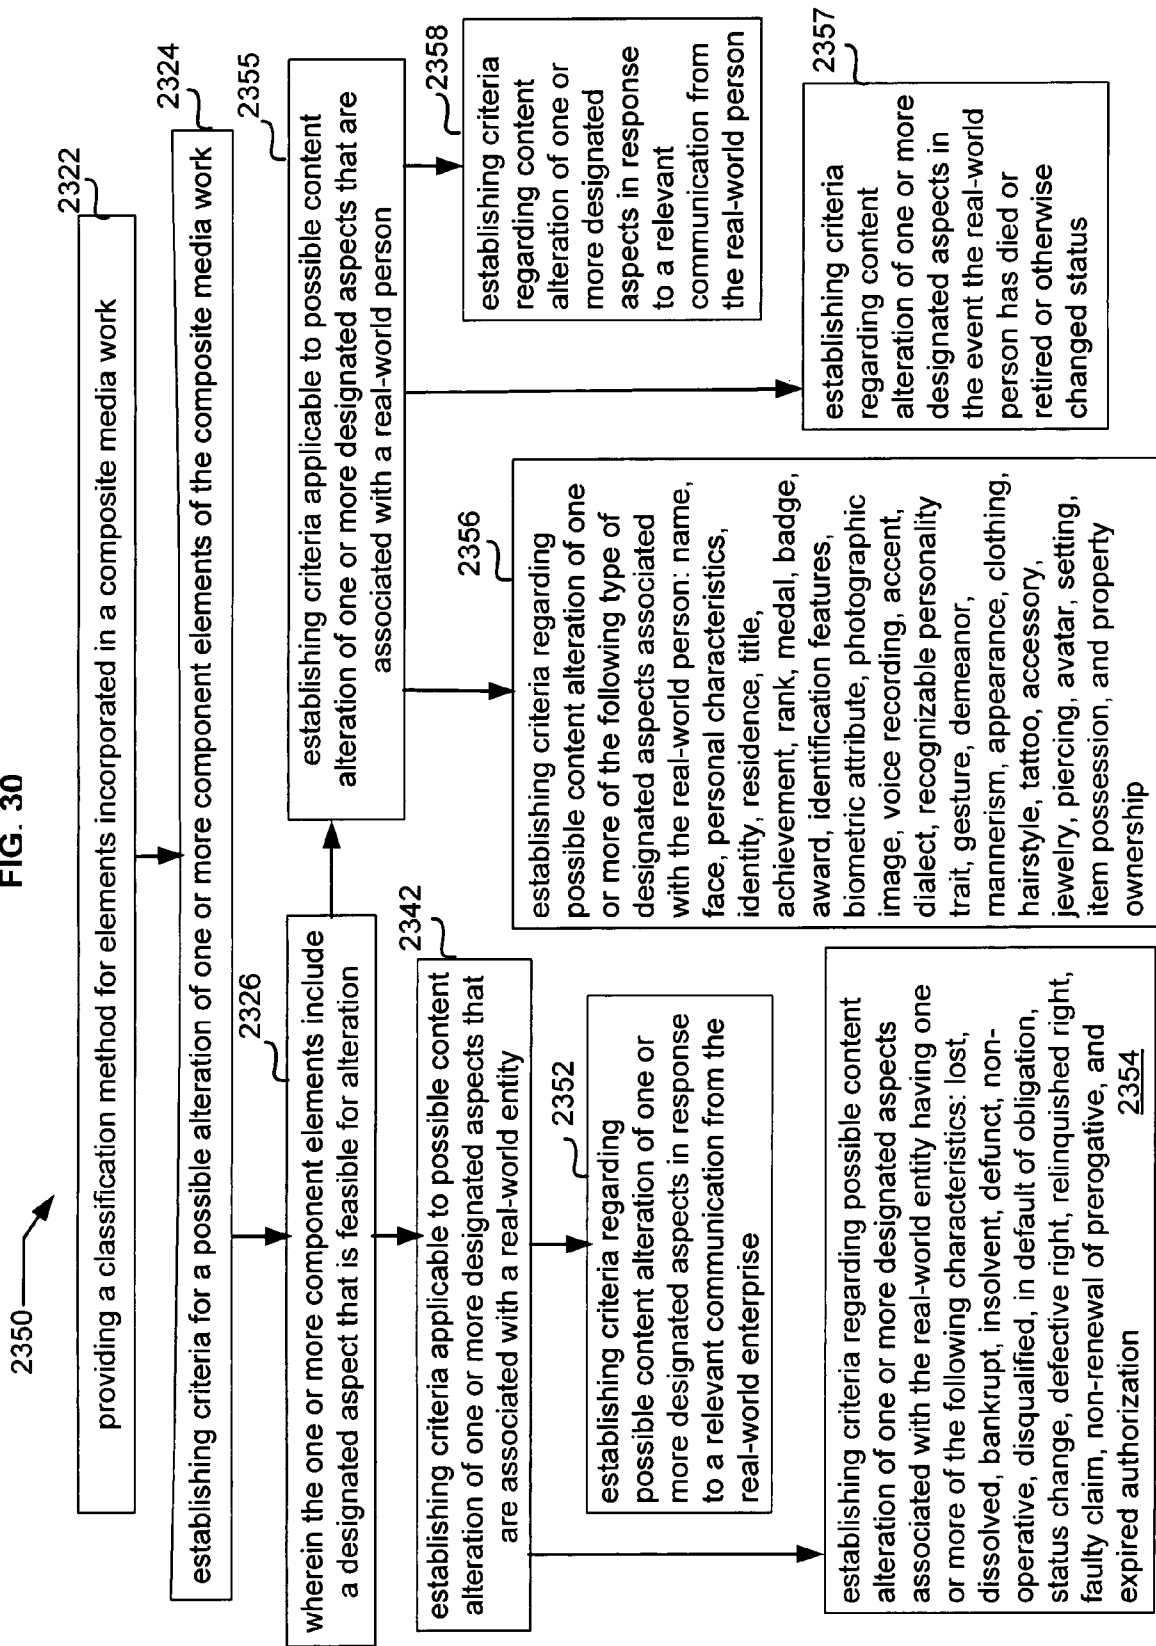 FIG. 30
2350
2322
providing a classification method for elements incorporated in a composite media work
2324
establishing criteria for a possible alteration of one or more component elements of the composite media work
2326
wherein the one or more component elements include
a designated aspect that is feasible for alteration
2355
establishing criteria applicable to possible content
alteration of one or more designated aspects that are
associated with a real-world person
2342
establishing criteria applicable to possible content
alteration of one or more designated aspects that
are associated with a real-world entity
2352
establishing criteria regarding
possible content alteration of one or
more designated aspects in response
to a relevant communication from the
real-world enterprise
establishing criteria regarding possible content
alteration of one or more designated aspects
associated with the real-world entity having one
or more of the following characteristics: lost,
dissolved, bankrupt, insolvent, defunct, non-
operative, disqualified, in default of obligation,
status change, defective right, relinquished right,
faulty claim, non-renewal of prerogative, and
expired authorization
2354
2356
establishing criteria regarding
possible content alteration of one
or more of the following type of
designated aspects associated
with the real-world person: name,
face, personal characteristics,
identity, residence, title,
achievement, rank, medal, badge,
award, identification features,
biometric attribute, photographic
image, voice recording, accent,
dialect, recognizable personality
trait, gesture, demeanor,
mannerism, appearance, clothing,
hairstyle, tattoo, accessory,
jewelry, piercing, avatar, setting,
item possession, and property
ownership
2358
establishing criteria
regarding content
alteration of one or
more designated
aspects in response
to a relevant
communication from
the real-world person
2357
establishing criteria
regarding content
alteration of one or more
designated aspects in
the event the real-world
person has died or
retired or otherwise
changed status